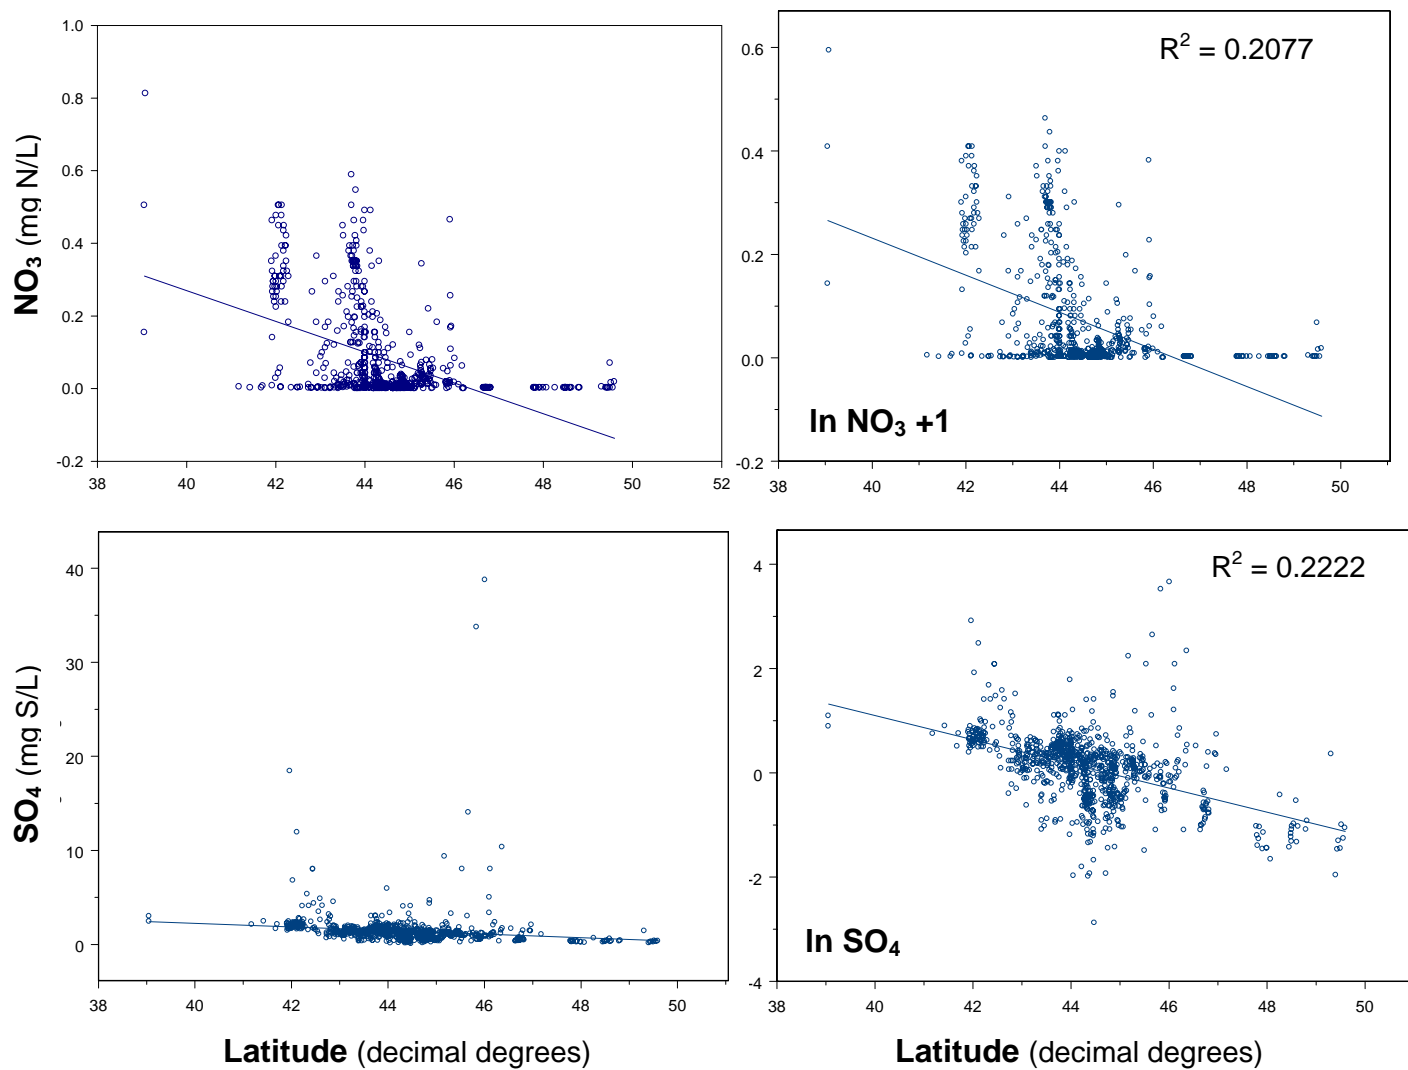 1.0
0.8
0.6
0.4
0.2
0.0
-0.2
38 40 42 44 46 48 50 52
NO3 (mg N/L)
R2 = 0.2077
0.6
0.4
0.2
0.0
-0.2
ln NO3 +1
38 40 42 44 46 48 50
40
30
20
10
0
38 40 42 44 46 48 50
SO4 (mg S/L)
Latitude (decimal degrees)
R2 = 0.2222
4
2
0
-2
-4
ln SO4
38 40 42 44 46 48 50
Latitude (decimal degrees)